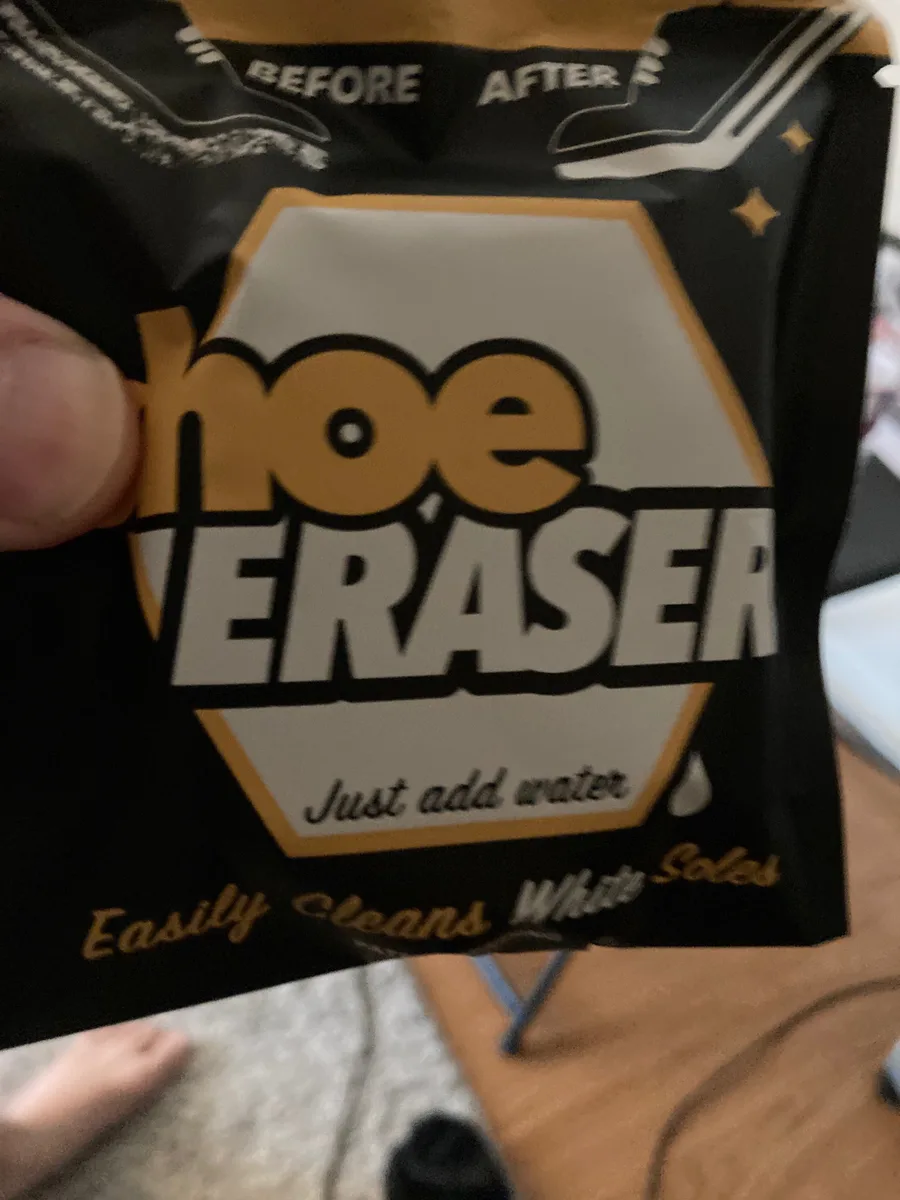 BEFORE AFTER
hoe
ERASER
Just add water
Easily Cleans White Soles